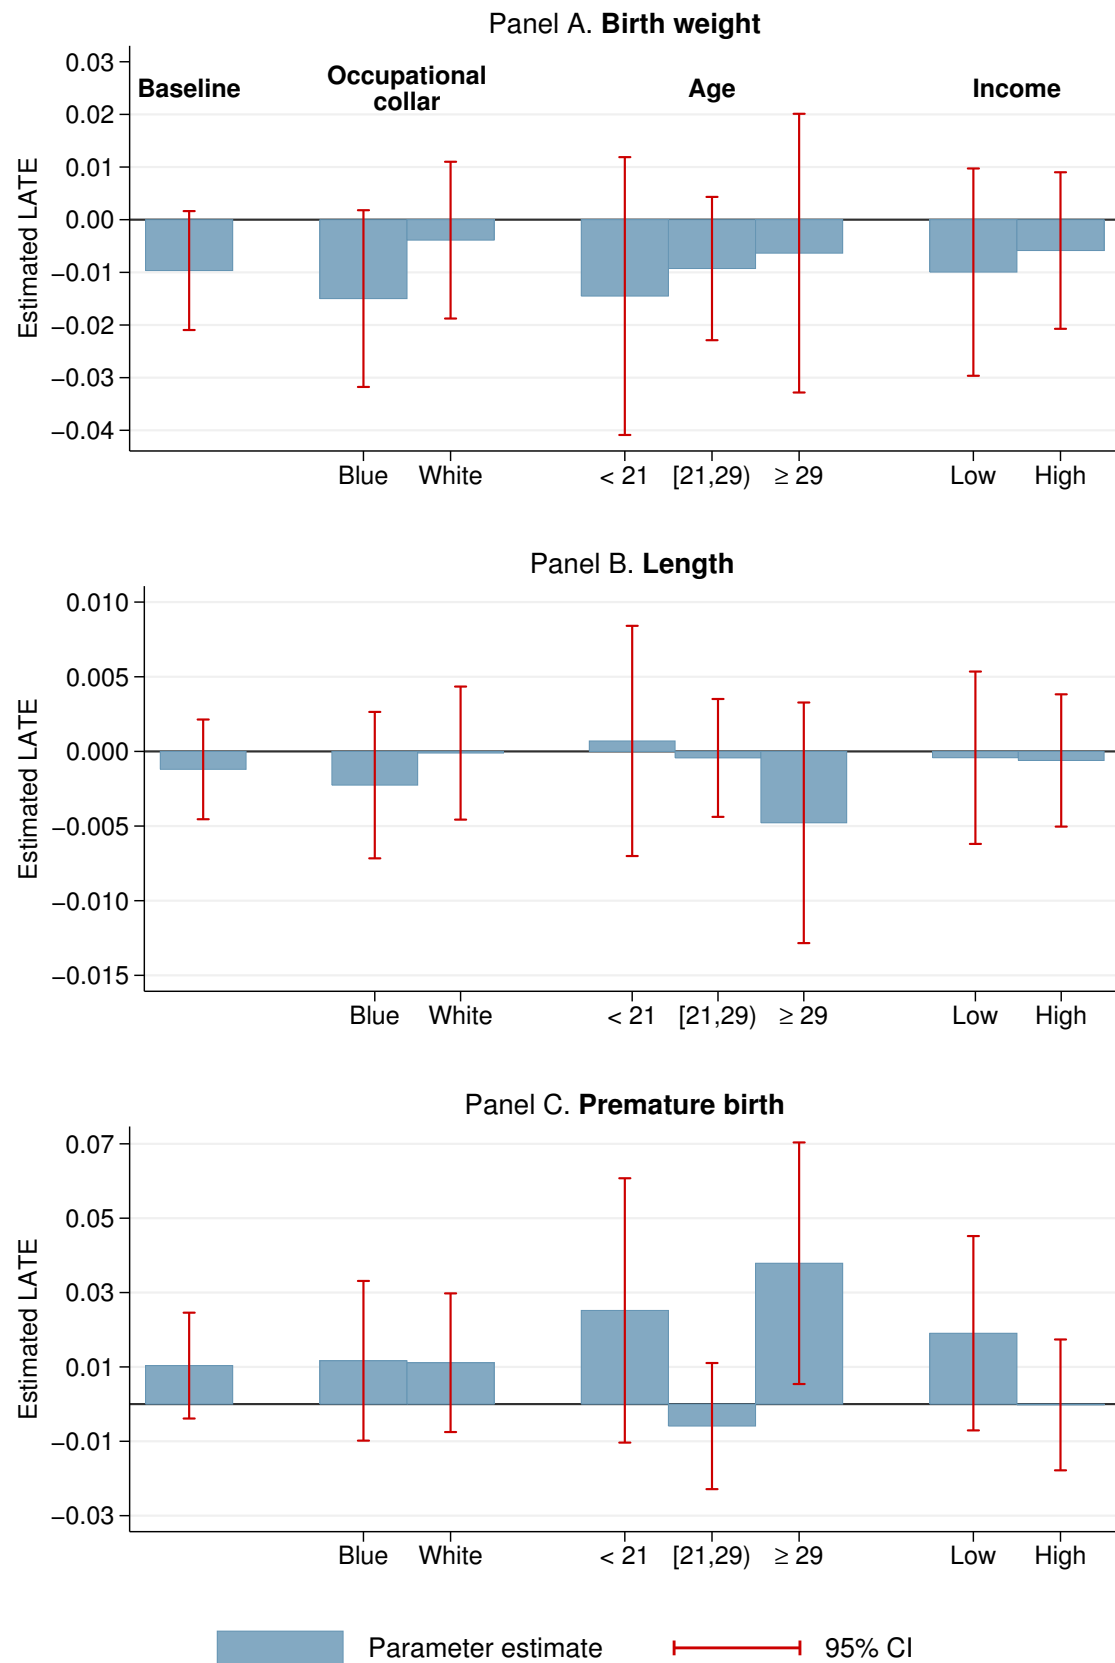 Panel A. Birth weight
Estimated LATE
0.03
0.02
0.01
0.00
−0.01
−0.02
−0.03
−0.04
Baseline
Occupational
collar
Age
Income
Blue White < 21 [21,29) ≥ 29 Low High
Panel B. Length
Estimated LATE
0.010
0.005
0.000
−0.005
−0.010
−0.015
Blue White < 21 [21,29) ≥ 29 Low High
Panel C. Premature birth
Estimated LATE
0.07
0.05
0.03
0.01
−0.01
−0.03
Blue White < 21 [21,29) ≥ 29 Low High
Parameter estimate 95% CI